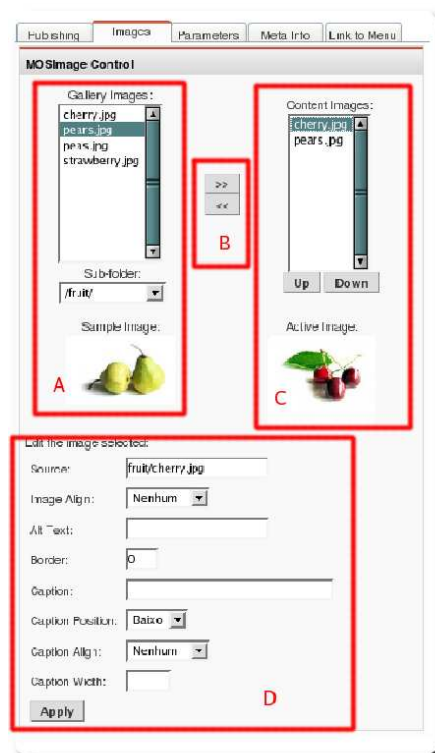 Publishing Images Parameters Meta Info Link to Menu
MOSimage Control
Gallery Images:
cherry.jpg
pears.jpg
peas.jpg
strawberry.jpg
Sub-folder:
/fruit/
Sample Image:
A
>>
<<
B
Content Images:
cherry.jpg
pears.jpg
Up Down
Active Image:
C
Edit the image selected:
Source: fruit/cherry.jpg
Image Align: Nenhum
Alt Text:
Border: 0
Caption:
Caption Position: Baixo
Caption Align: Nenhum
Caption Width:
D
Apply